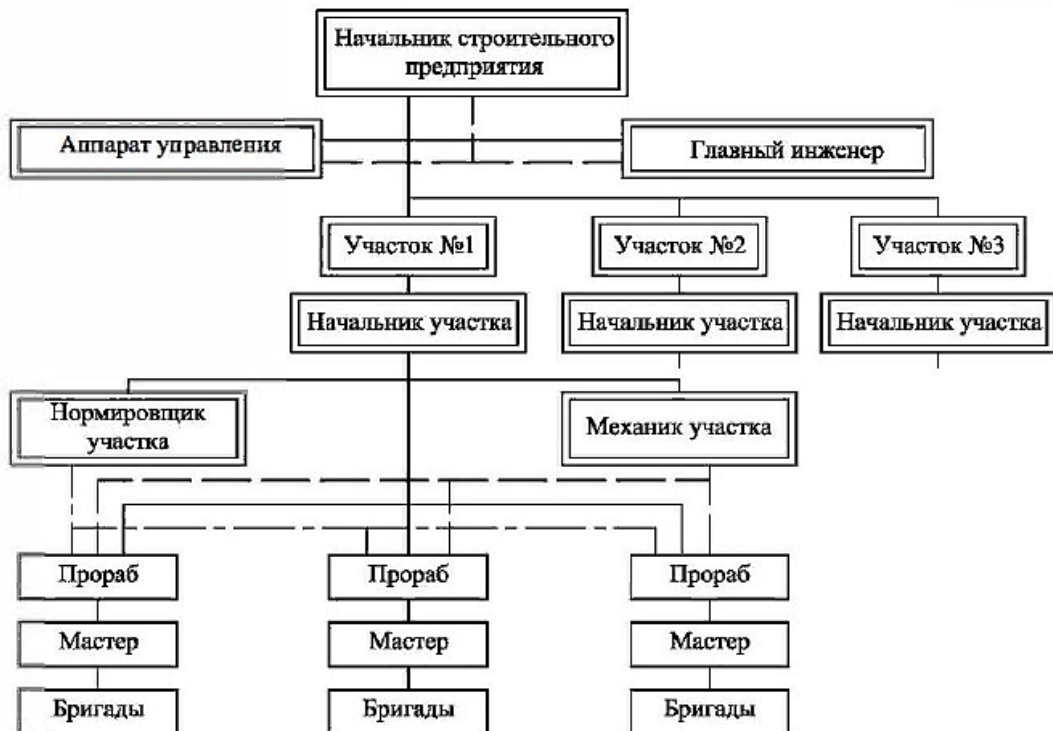 Начальник строительного
предприятия
Аппарат управления
Главный инженер
Участок №1
Участок №2
Участок №3
Начальник участка
Начальник участка
Начальник участка
Нормировщик
участка
Механик участка
Прораб
Прораб
Прораб
Мастер
Мастер
Мастер
Бригады
Бригады
Бригады